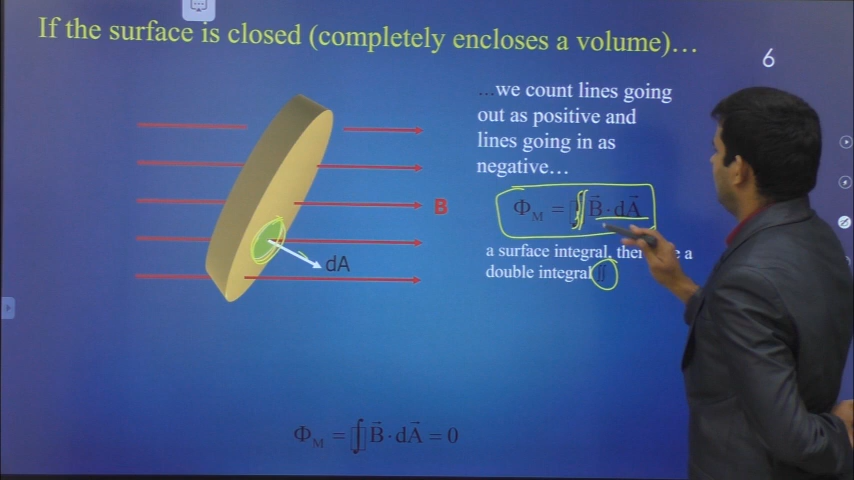 If the surface is closed (completely encloses a volume)…
6
…we count lines going
out as positive and
lines going in as
negative…
Φ_M = ∯ B⃗ · dA⃗
B
a surface integral, a
double integral ∬
dA
Φ_M = ∯ B⃗ · dA⃗ = 0